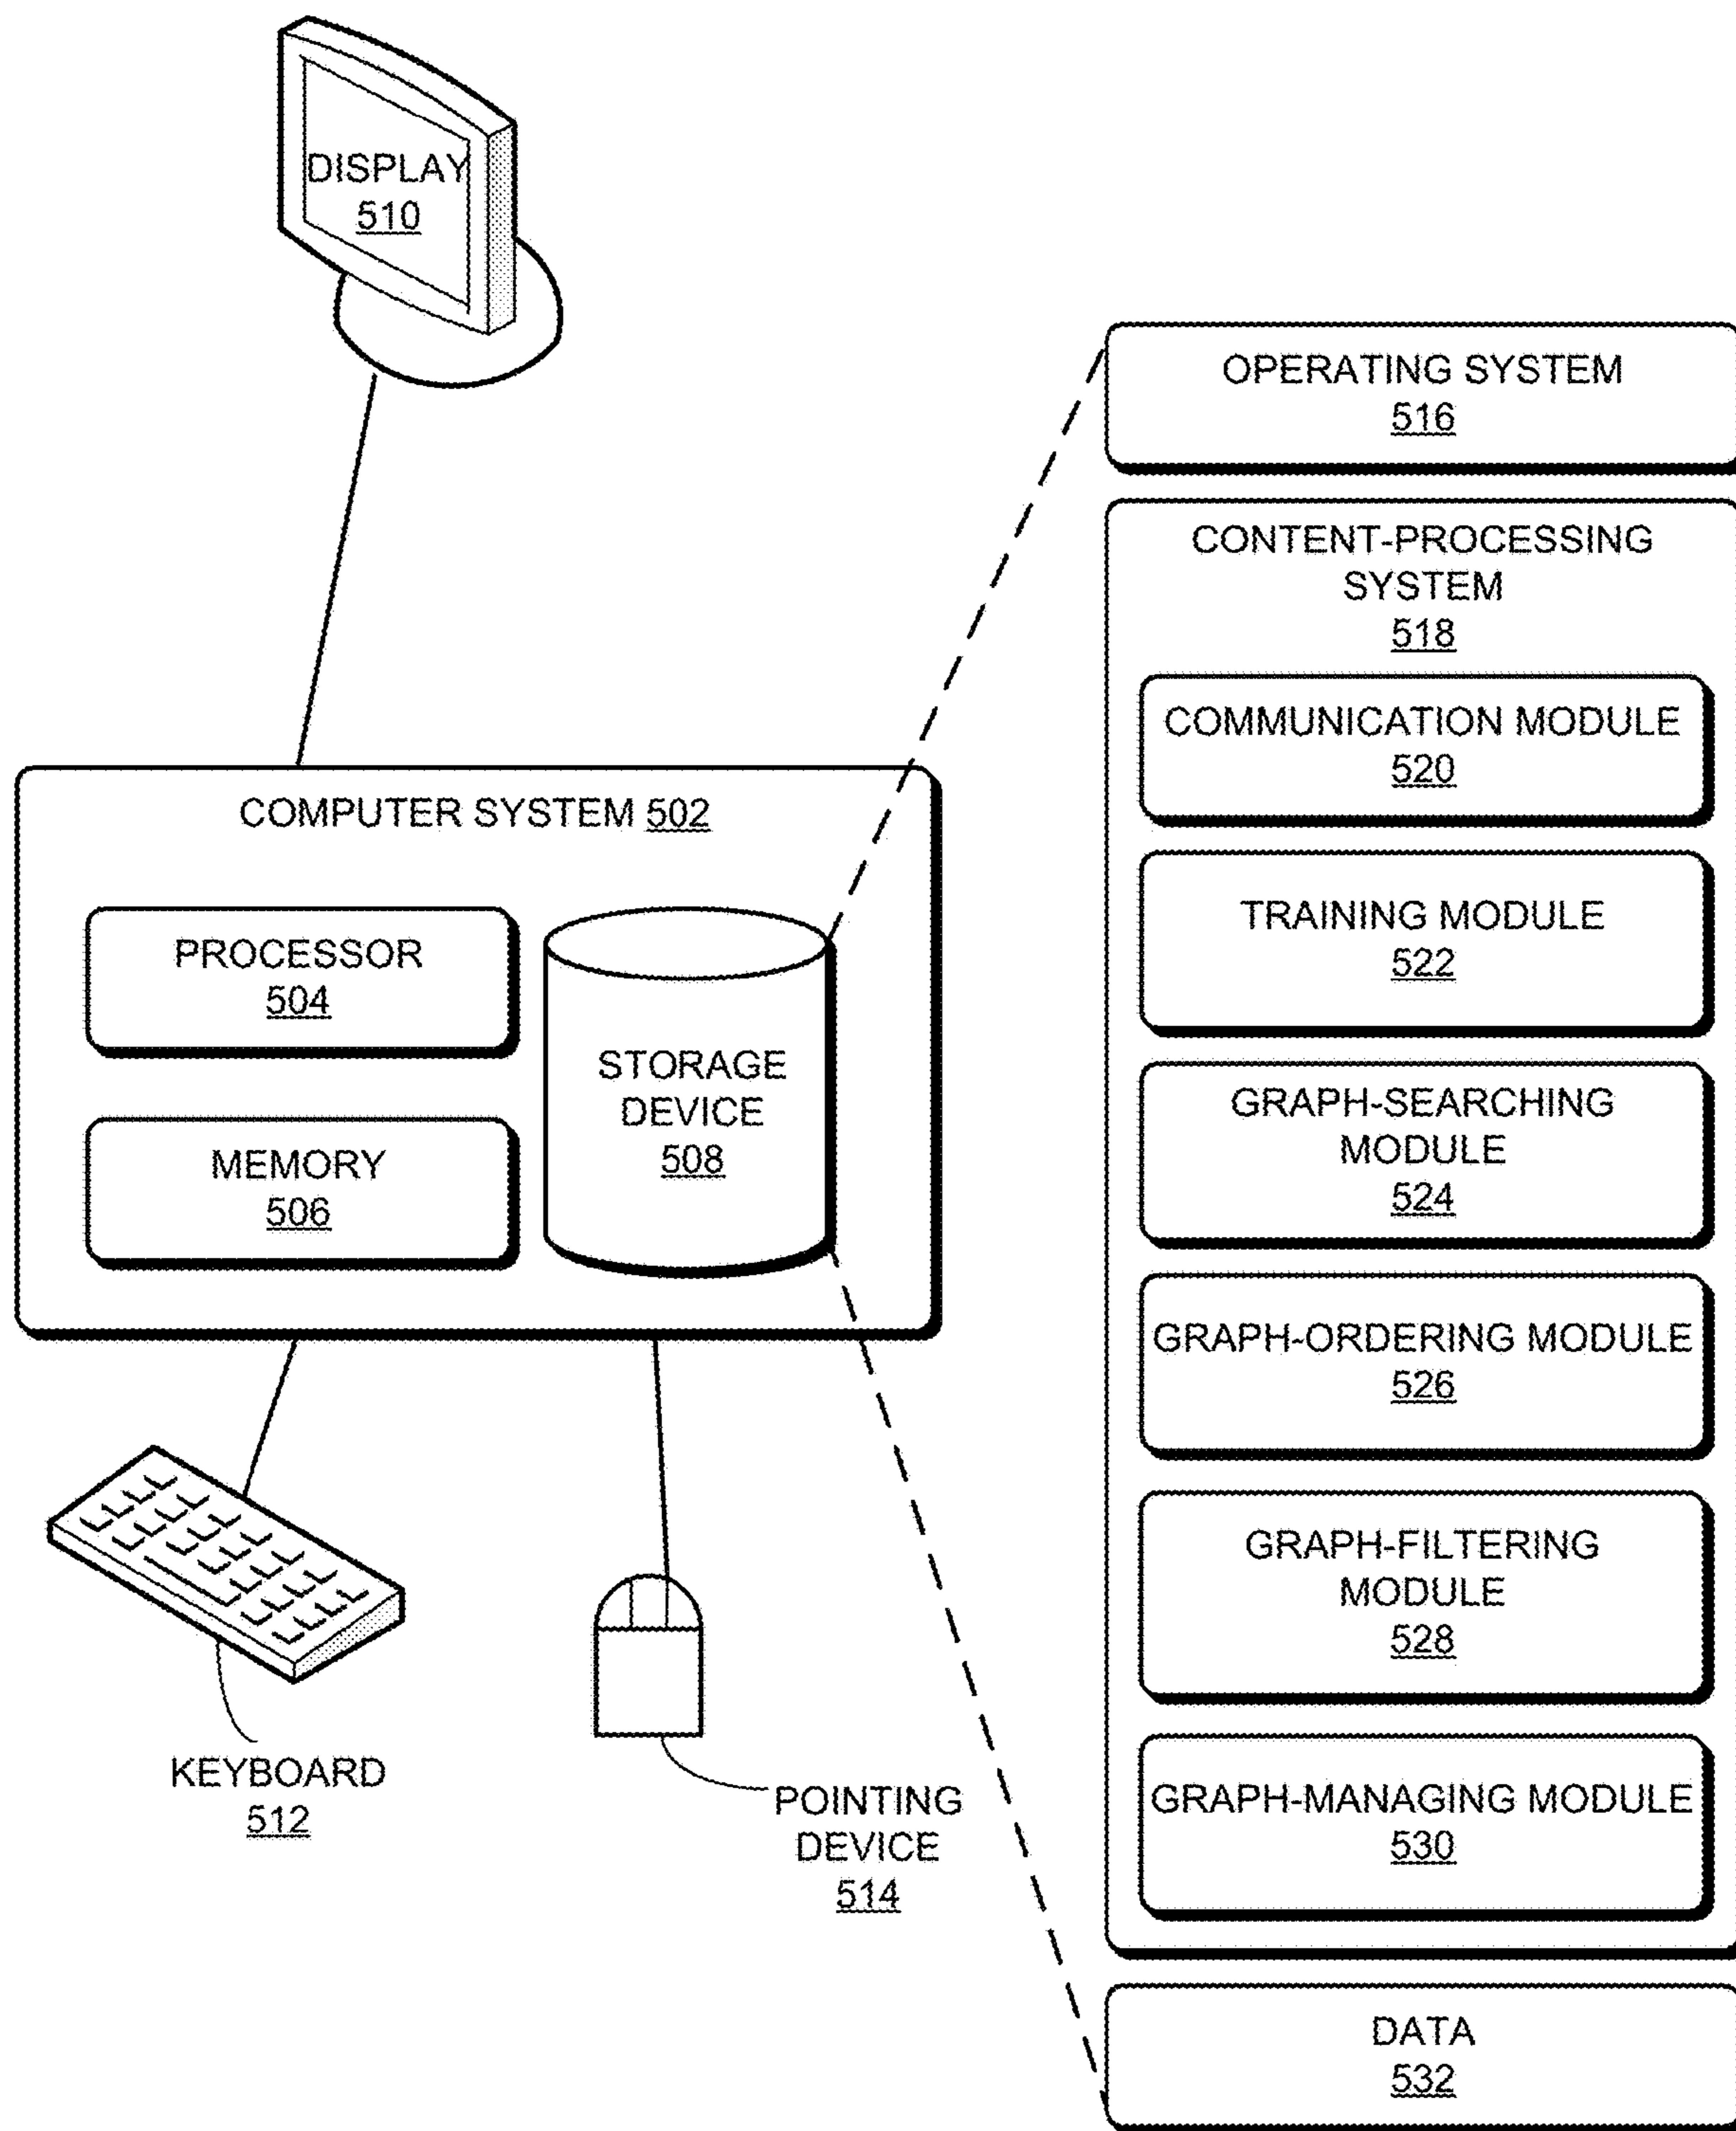 DISPLAY
510
COMPUTER SYSTEM 502
PROCESSOR
504
MEMORY
506
STORAGE
DEVICE
508
KEYBOARD
512
POINTING
DEVICE
514
OPERATING SYSTEM
516
CONTENT-PROCESSING
SYSTEM
518
COMMUNICATION MODULE
520
TRAINING MODULE
522
GRAPH-SEARCHING
MODULE
524
GRAPH-ORDERING MODULE
526
GRAPH-FILTERING
MODULE
528
GRAPH-MANAGING MODULE
530
DATA
532